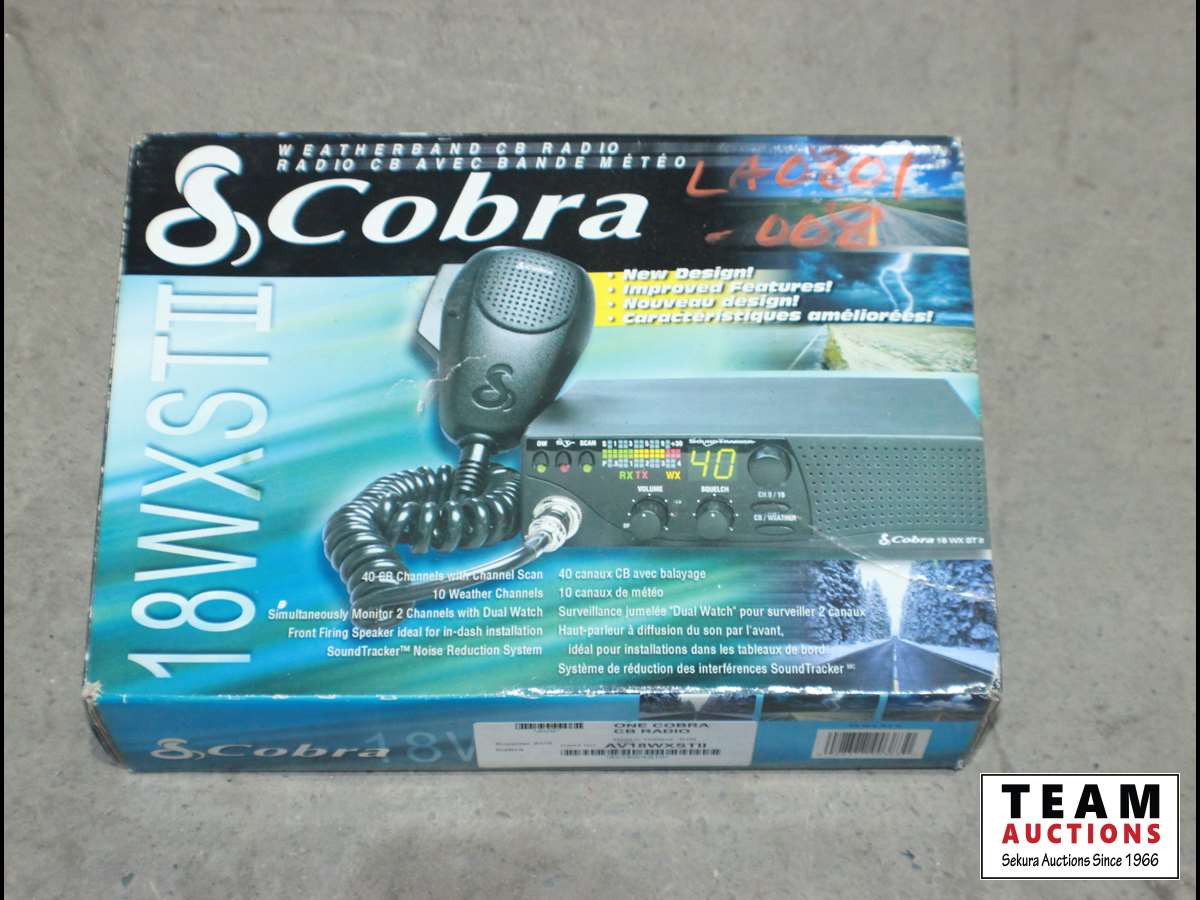 WEATHERBAND CB RADIO
RADIO CB AVEC BANDE MÉTÉO
Cobra
LA0201
-008
18WXSTII
• New Design!
• Improved Features!
• Nouveau design!
• Caractéristiques améliorées!
SOUNDTRACKER
DW
SCAN
RX TX WX
40
VOLUME
SQUELCH
CH 9 / 19
CB / WEATHER
Cobra 18 WX ST II
40 CB Channels with Channel Scan
10 Weather Channels
Simultaneously Monitor 2 Channels with Dual Watch
Front Firing Speaker ideal for in-dash installation
SoundTracker™ Noise Reduction System
40 canaux CB avec balayage
10 canaux de météo
Surveillance jumelée "Dual Watch" pour surveiller 2 canaux
Haut-parleur à diffusion du son par l'avant,
idéal pour installations dans les tableaux de bord
Système de réduction des interférences SoundTracker MC
Cobra
18W
ONE COBRA
CB RADIO
AV18WXSTII
TEAM
AUCTIONS
Sekura Auctions Since 1966